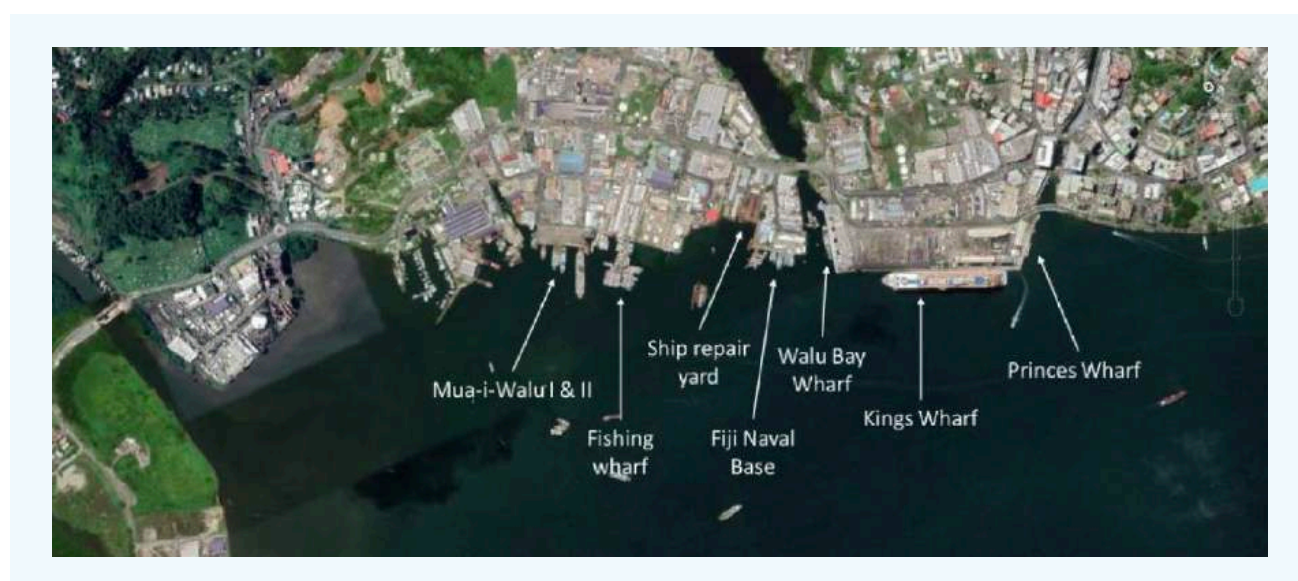 Mua-i-Walu I & II
Fishing
wharf
Ship repair
yard
Fiji Naval
Base
Walu Bay
Wharf
Kings Wharf
Princes Wharf